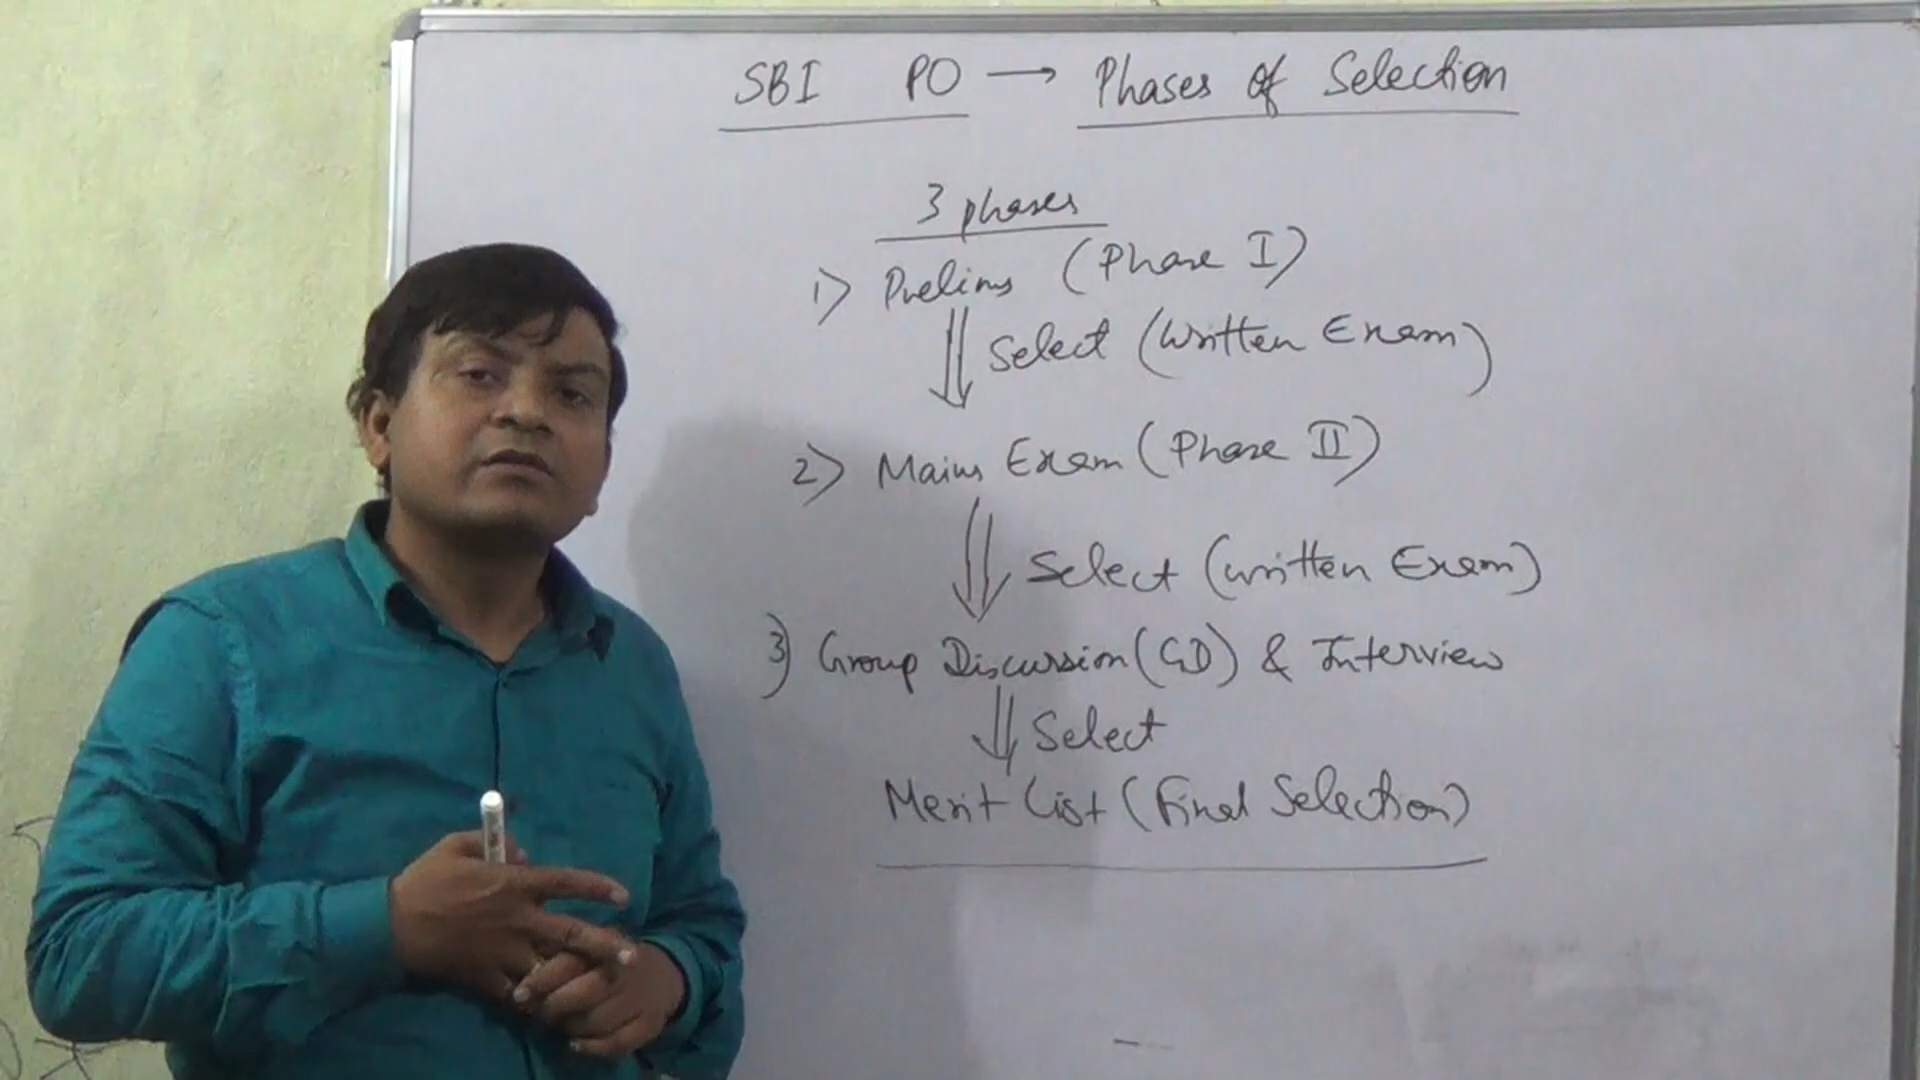 SBI PO → Phases of Selection
3 phases
1) Prelims (Phase I)
Select (Written Exam)
2) Mains Exam (Phase II)
Select (written Exam)
3) Group Discussion (GD) & Interview
Select
Merit List (Final Selection)